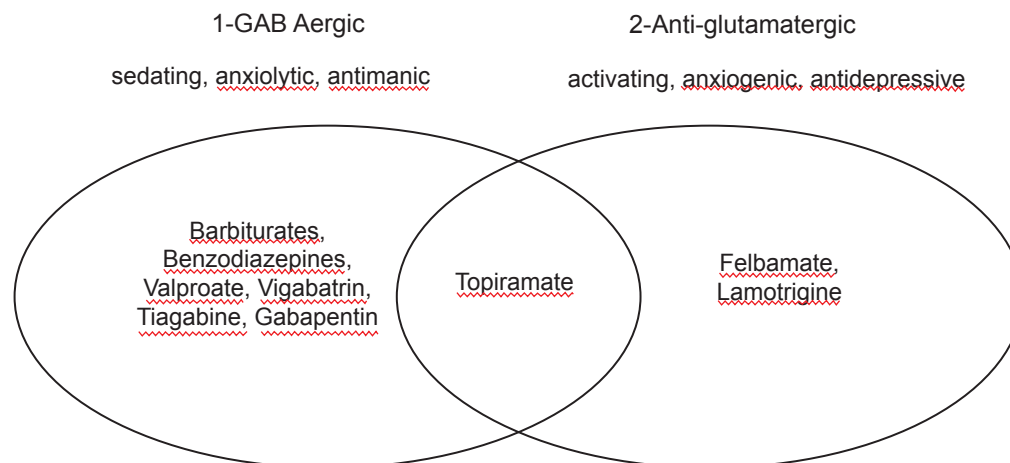 1-GAB Aergic
sedating, anxiolytic, antimanic
Barbiturates,
Benzodiazepines,
Valproate, Vigabatrin,
Tiagabine, Gabapentin
Topiramate
2-Anti-glutamatergic
activating, anxiogenic, antidepressive
Felbamate,
Lamotrigine